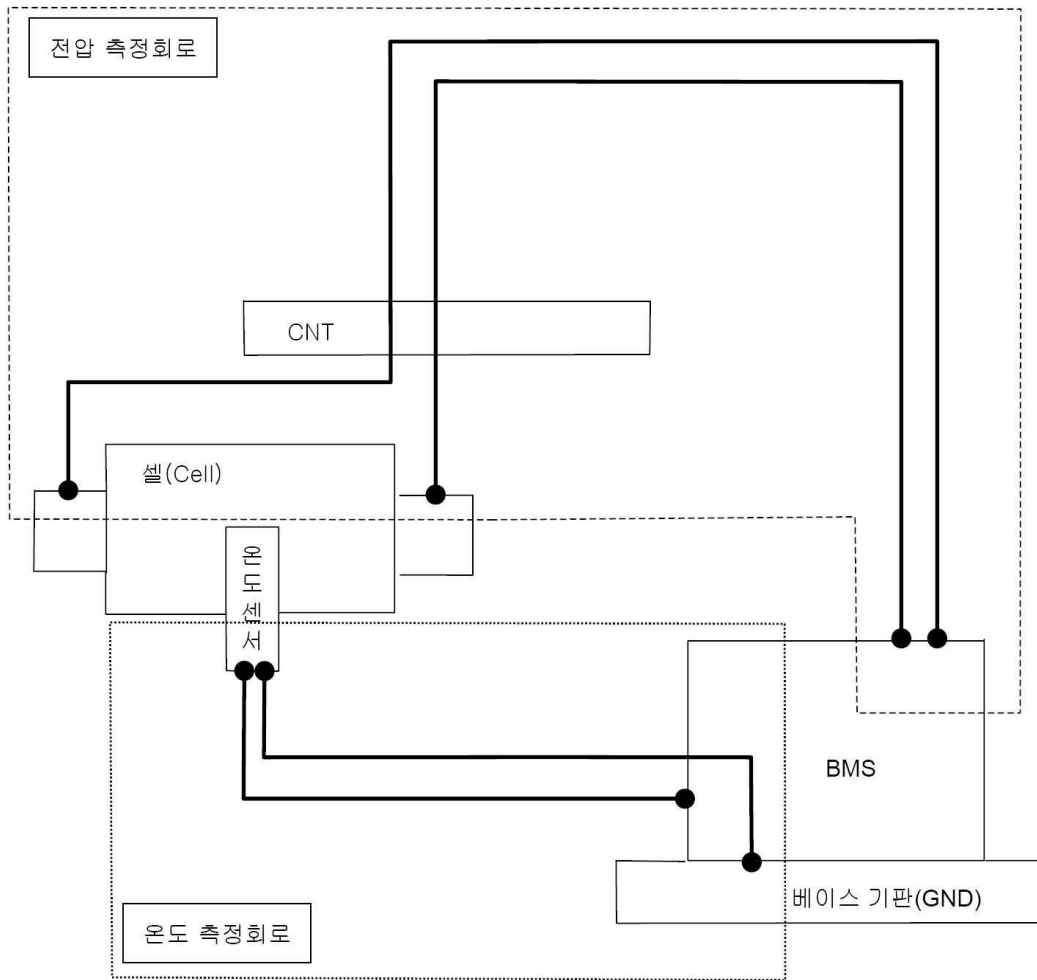 전압 측정회로
CNT
셀(Cell)
온
도
센
서
BMS
베이스 기판(GND)
온도 측정회로